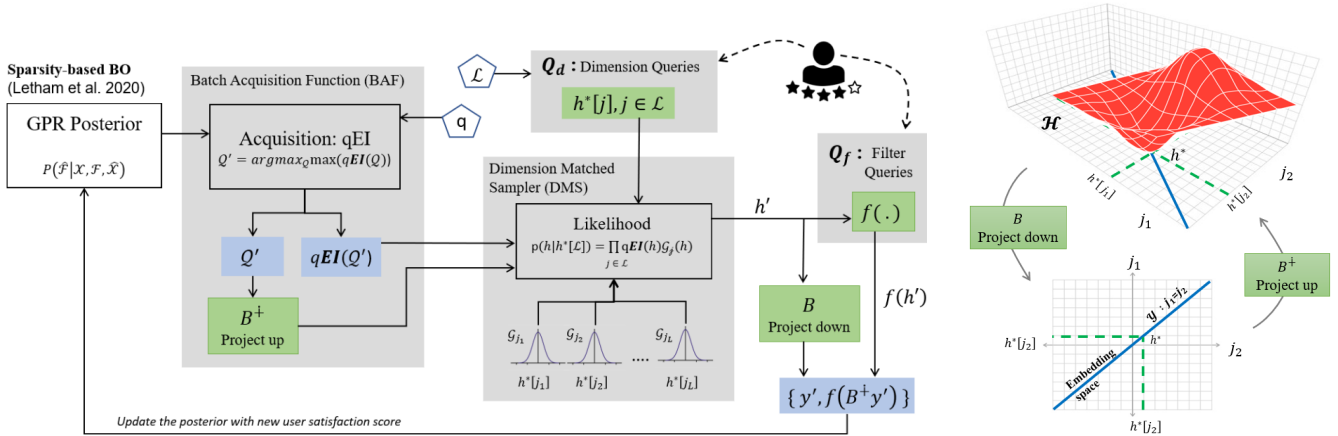 Sparsity-based BO
(Letham et al. 2020)
GPR Posterior
P(ℱ̂|𝒳, ℱ, 𝒳̂)
Batch Acquisition Function (BAF)
Acquisition: qEI
Q′ = argmax_Q max(qEI(Q))
q
Q′
qEI(Q′)
B^∔
Project up
ℒ
Q_d : Dimension Queries
h*[j], j ∈ ℒ
Dimension Matched
Sampler (DMS)
Likelihood
p(h|h*[ℒ]) = ∏ qEI(h)𝒢_j(h)
j ∈ ℒ
𝒢_j₁
𝒢_j₂
....
𝒢_j_L
h*[j₁]
h*[j₂]
h*[j_L]
h′
Q_f : Filter
Queries
f(.)
B
Project down
f(h′)
{ y′, f(B^∔y′) }
Update the posterior with new user satisfaction score
ℋ
h*
h*[j₁]
h*[j₂]
j₁
j₂
B
Project down
B^∔
Project up
j₁
𝒴 : j₁=j₂
h*[j₂]
h*
j₂
Embedding
space
h*[j₂]